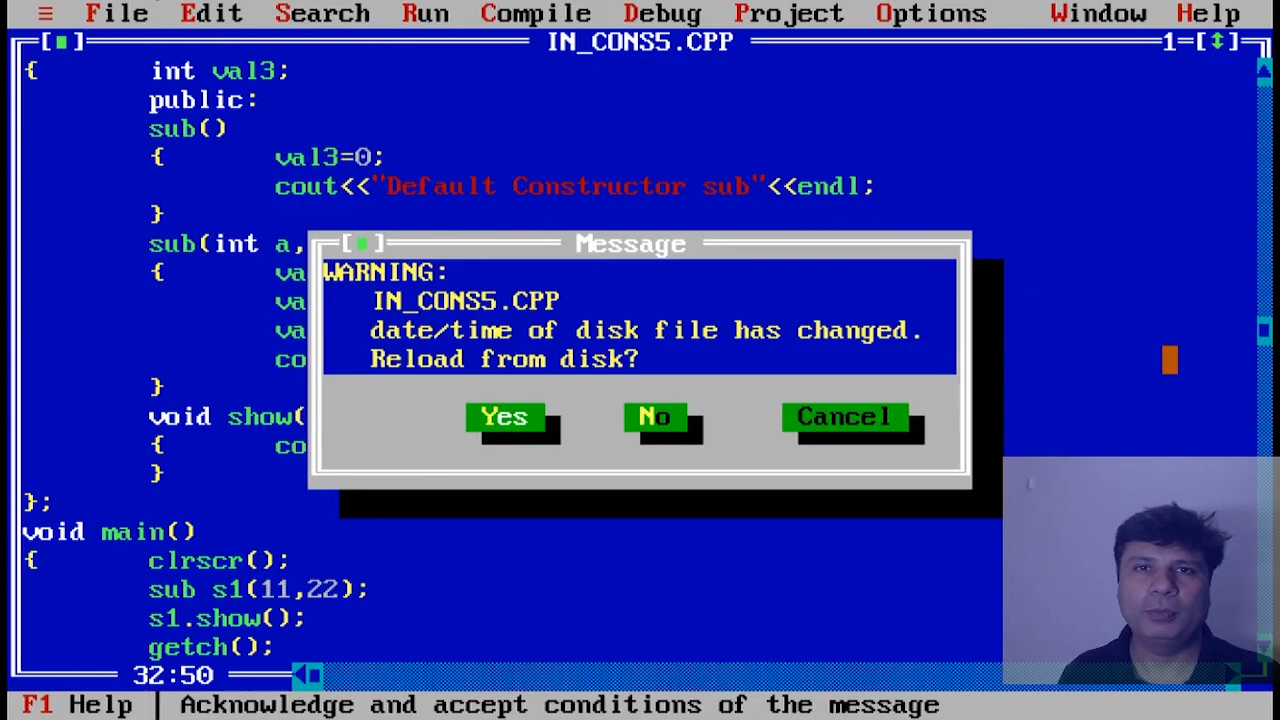 ≡ File Edit Search Run Compile Debug Project Options Window Help
[■] IN_CONS5.CPP 1=[↕]
{ int val3;
public:
sub()
{ val3=0;
cout<<"Default Constructor sub"<<endl;
}
sub(int a,
{ va
va
va
co
}
void show(
{ co
}
};
void main()
{ clrscr();
sub s1(11,22);
s1.show();
getch();
32:50
[■] Message
WARNING:
IN_CONS5.CPP
date/time of disk file has changed.
Reload from disk?
Yes No Cancel
F1 Help | Acknowledge and accept conditions of the message